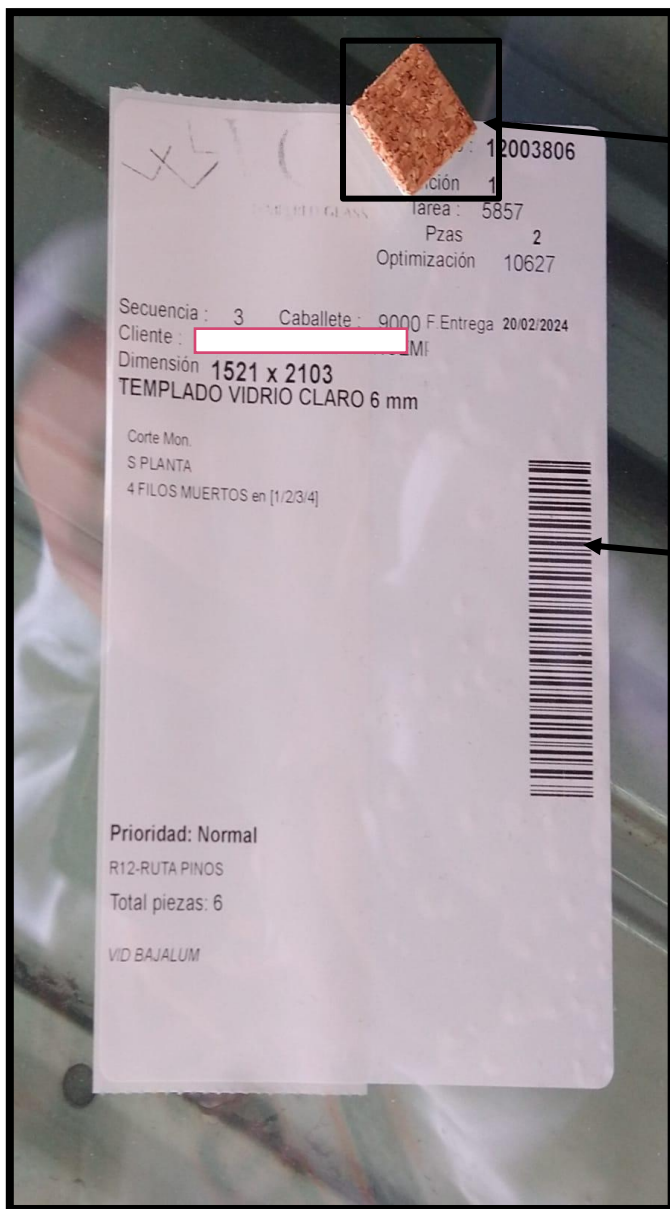 TEMPERED GLASS
: 12003806
ción 1
Tarea : 5857
Pzas 2
Optimización 10627
Secuencia : 3 Caballete : 9000 F.Entrega 20/02/2024
Cliente :
Dimensión 1521 x 2103
TEMPLADO VIDRIO CLARO 6 mm
Corte Mon.
S PLANTA
4 FILOS MUERTOS en [1/2/3/4]
Prioridad: Normal
R12-RUTA PINOS
Total piezas: 6
VID BAJALUM